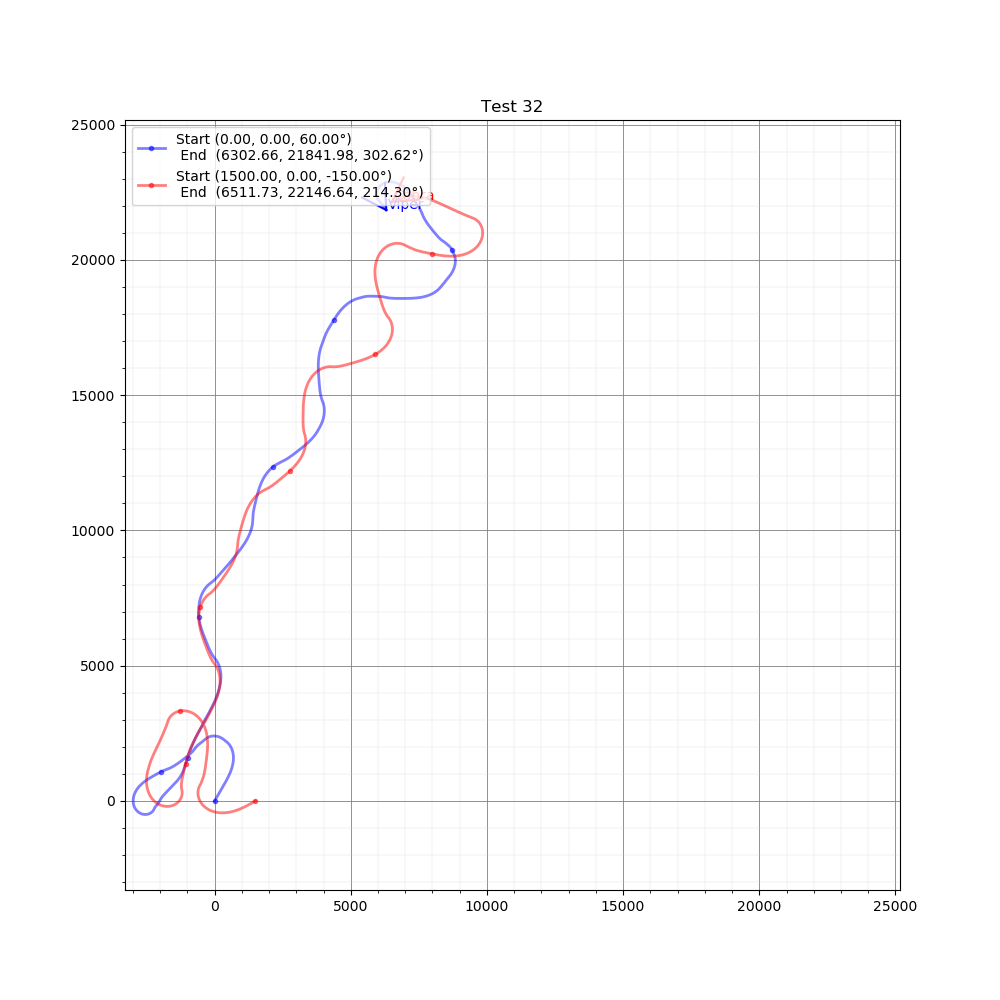 Test 32
25000
20000
15000
10000
5000
0
Start (0.00, 0.00, 60.00°)
End (6302.66, 21841.98, 302.62°)
Start (1500.00, 0.00, -150.00°)
End (6511.73, 22146.64, 214.30°)
Viper
0
5000
10000
15000
20000
25000